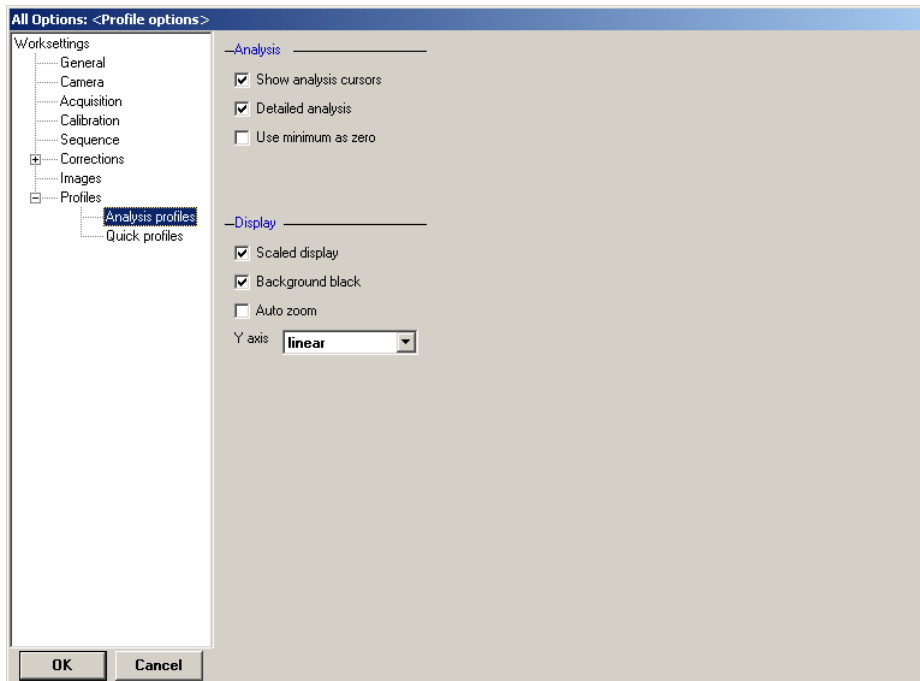 All Options: <Profile options>
Worksettings
General
Camera
Acquisition
Calibration
Sequence
Corrections
Images
Profiles
Analysis profiles
Quick profiles
Analysis
Show analysis cursors
Detailed analysis
Use minimum as zero
Display
Scaled display
Background black
Auto zoom
Y axis linear
OK Cancel